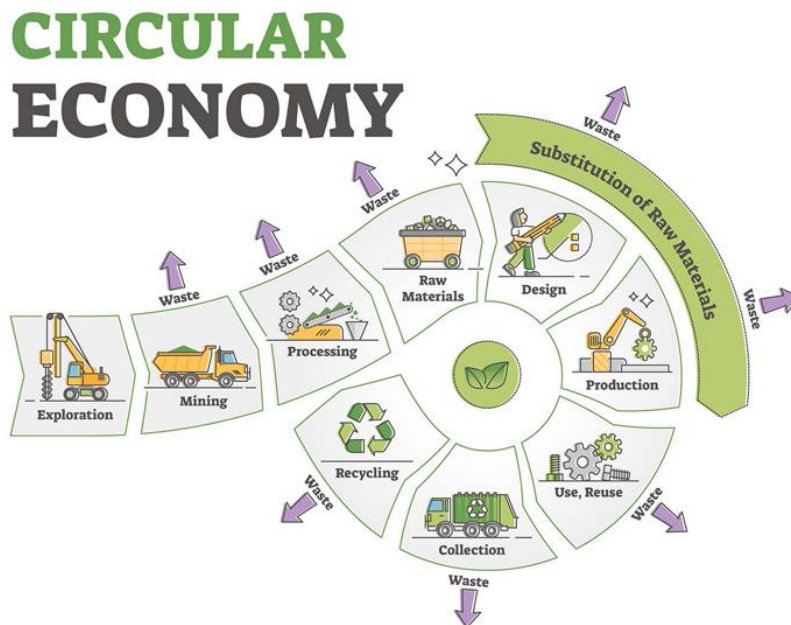 CIRCULAR
ECONOMY
Exploration
Mining
Waste
Processing
Waste
Raw
Materials
Waste
Design
Substitution of Raw Materials
Waste
Production
Waste
Use, Reuse
Waste
Collection
Waste
Recycling
Waste